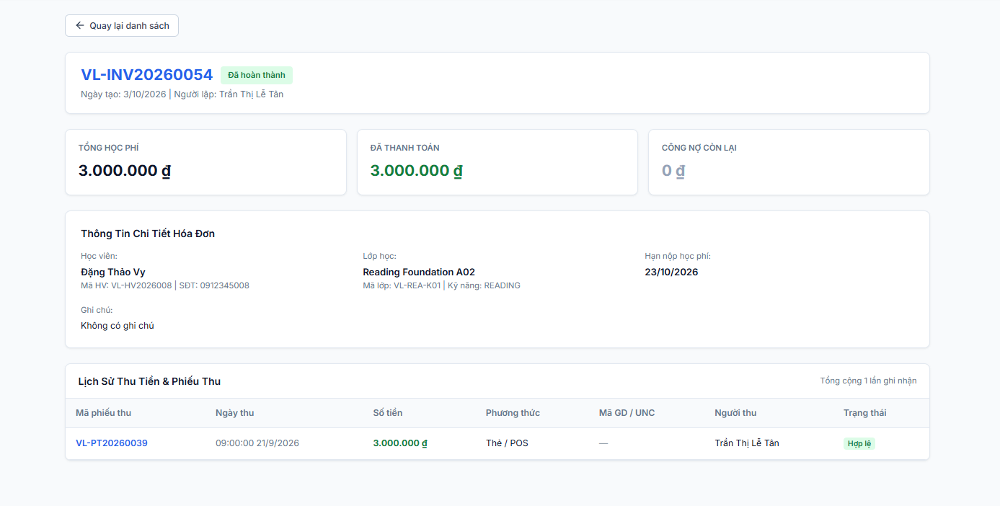 Quay lại danh sách
VL-INV20260054 Đã hoàn thành
Ngày tạo: 3/10/2026 | Người lập: Trần Thị Lễ Tân
TỔNG HỌC PHÍ
3.000.000 ₫
ĐÃ THANH TOÁN
3.000.000 ₫
CÔNG NỢ CÒN LẠI
0 ₫
Thông Tin Chi Tiết Hóa Đơn
Học viên:
Đặng Thảo Vy
Mã HV: VL-HV2026008 | SĐT: 0912345008
Lớp học:
Reading Foundation A02
Mã lớp: VL-REA-K01 | Kỹ năng: READING
Hạn nộp học phí:
23/10/2026
Ghi chú:
Không có ghi chú
Lịch Sử Thu Tiền & Phiếu Thu Tổng cộng 1 lần ghi nhận
Mã phiếu thu Ngày thu Số tiền Phương thức Mã GD / UNC Người thu Trạng thái
VL-PT20260039 09:00:00 21/9/2026 3.000.000 ₫ Thẻ / POS — Trần Thị Lễ Tân Hợp lệ